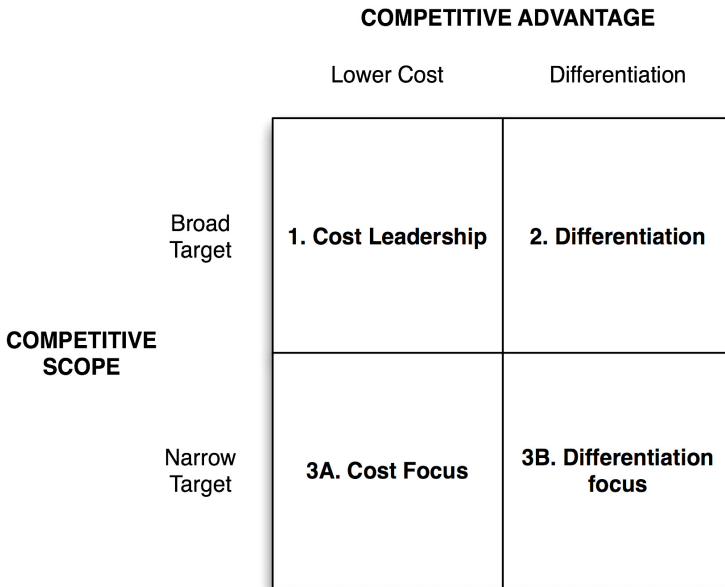 COMPETITIVE ADVANTAGE
Lower Cost Differentiation
Broad
Target
1. Cost Leadership 2. Differentiation
COMPETITIVE
SCOPE
Narrow
Target
3A. Cost Focus
3B. Differentiation
focus